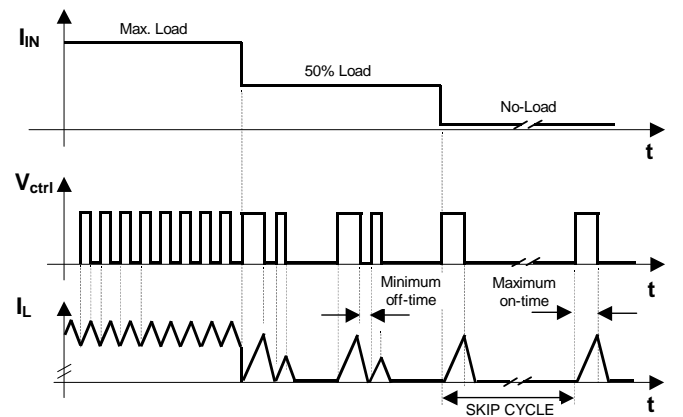 I_IN
Max. Load
50% Load
No-Load
t
V_ctrl
t
Minimum
off-time
Maximum
on-time
I_L
t
SKIP CYCLE